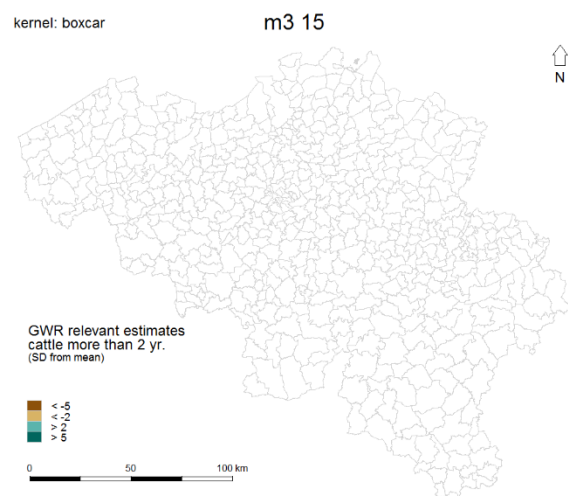 kernel: boxcar
m3 15
N
GWR relevant estimates
cattle more than 2 yr.
(SD from mean)
< -5
< -2
> 2
> 5
0 50 100 km